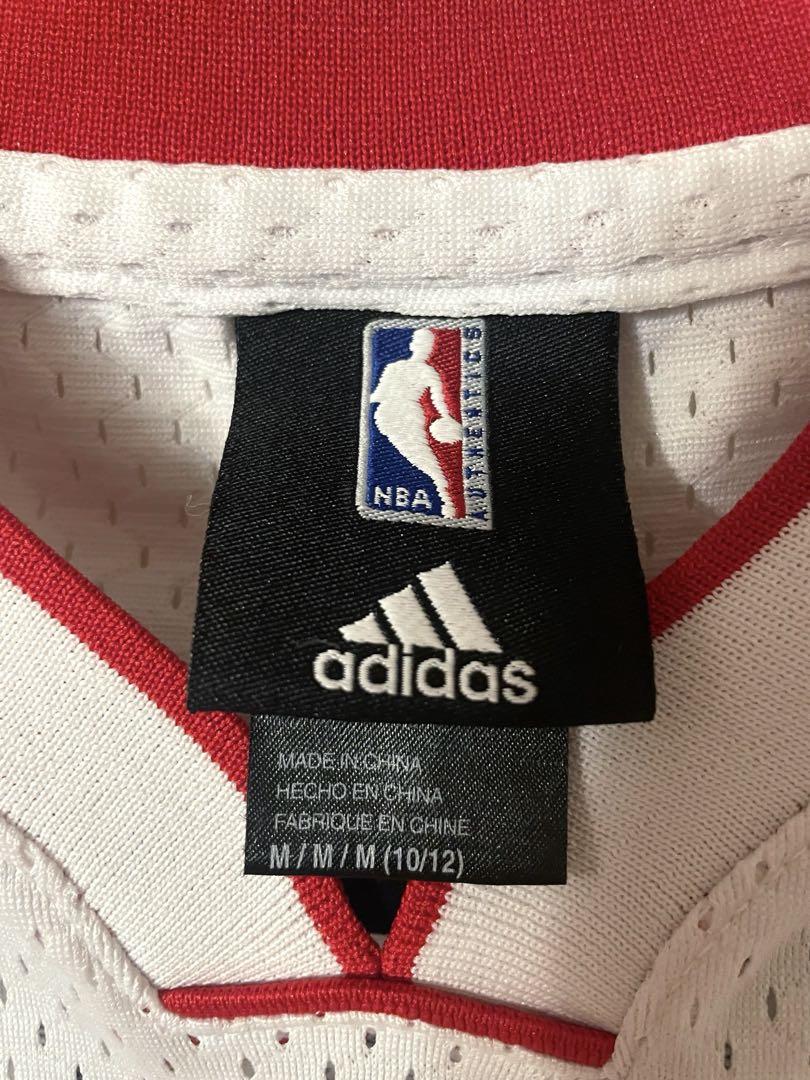 NBA
AUTHENTICS
adidas
MADE IN CHINA
HECHO EN CHINA
FABRIQUE EN CHINE
M / M / M (10/12)